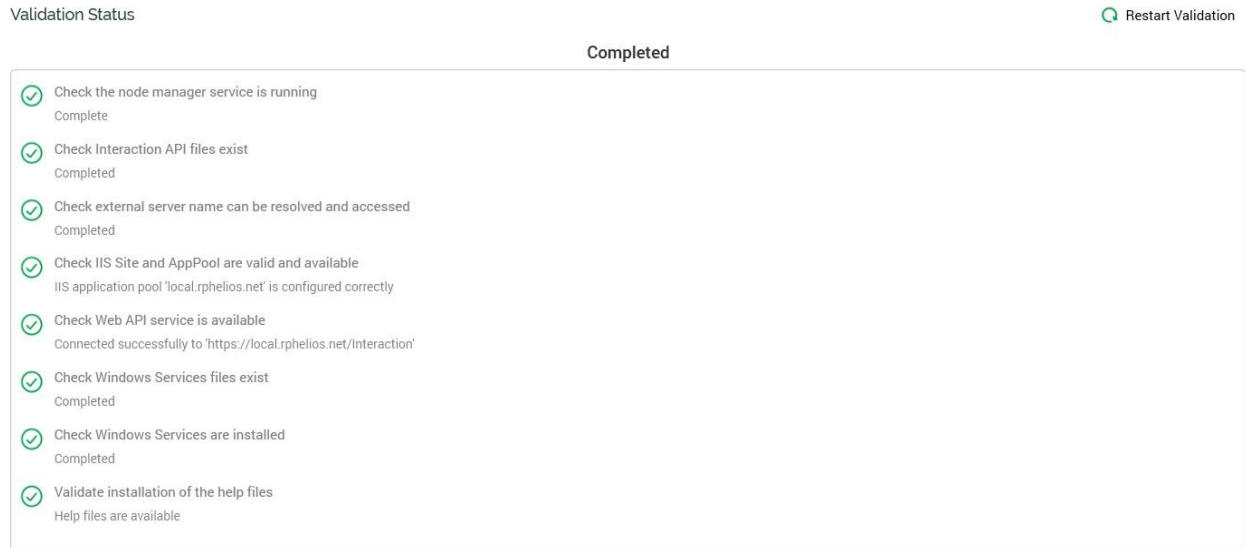 Validation Status
Restart Validation
Completed
Check the node manager service is running
Complete
Check Interaction API files exist
Completed
Check external server name can be resolved and accessed
Completed
Check IIS Site and AppPool are valid and available
IIS application pool 'local.rphelios.net' is configured correctly
Check Web API service is available
Connected successfully to 'https://local.rphelios.net/Interaction'
Check Windows Services files exist
Completed
Check Windows Services are installed
Completed
Validate installation of the help files
Help files are available